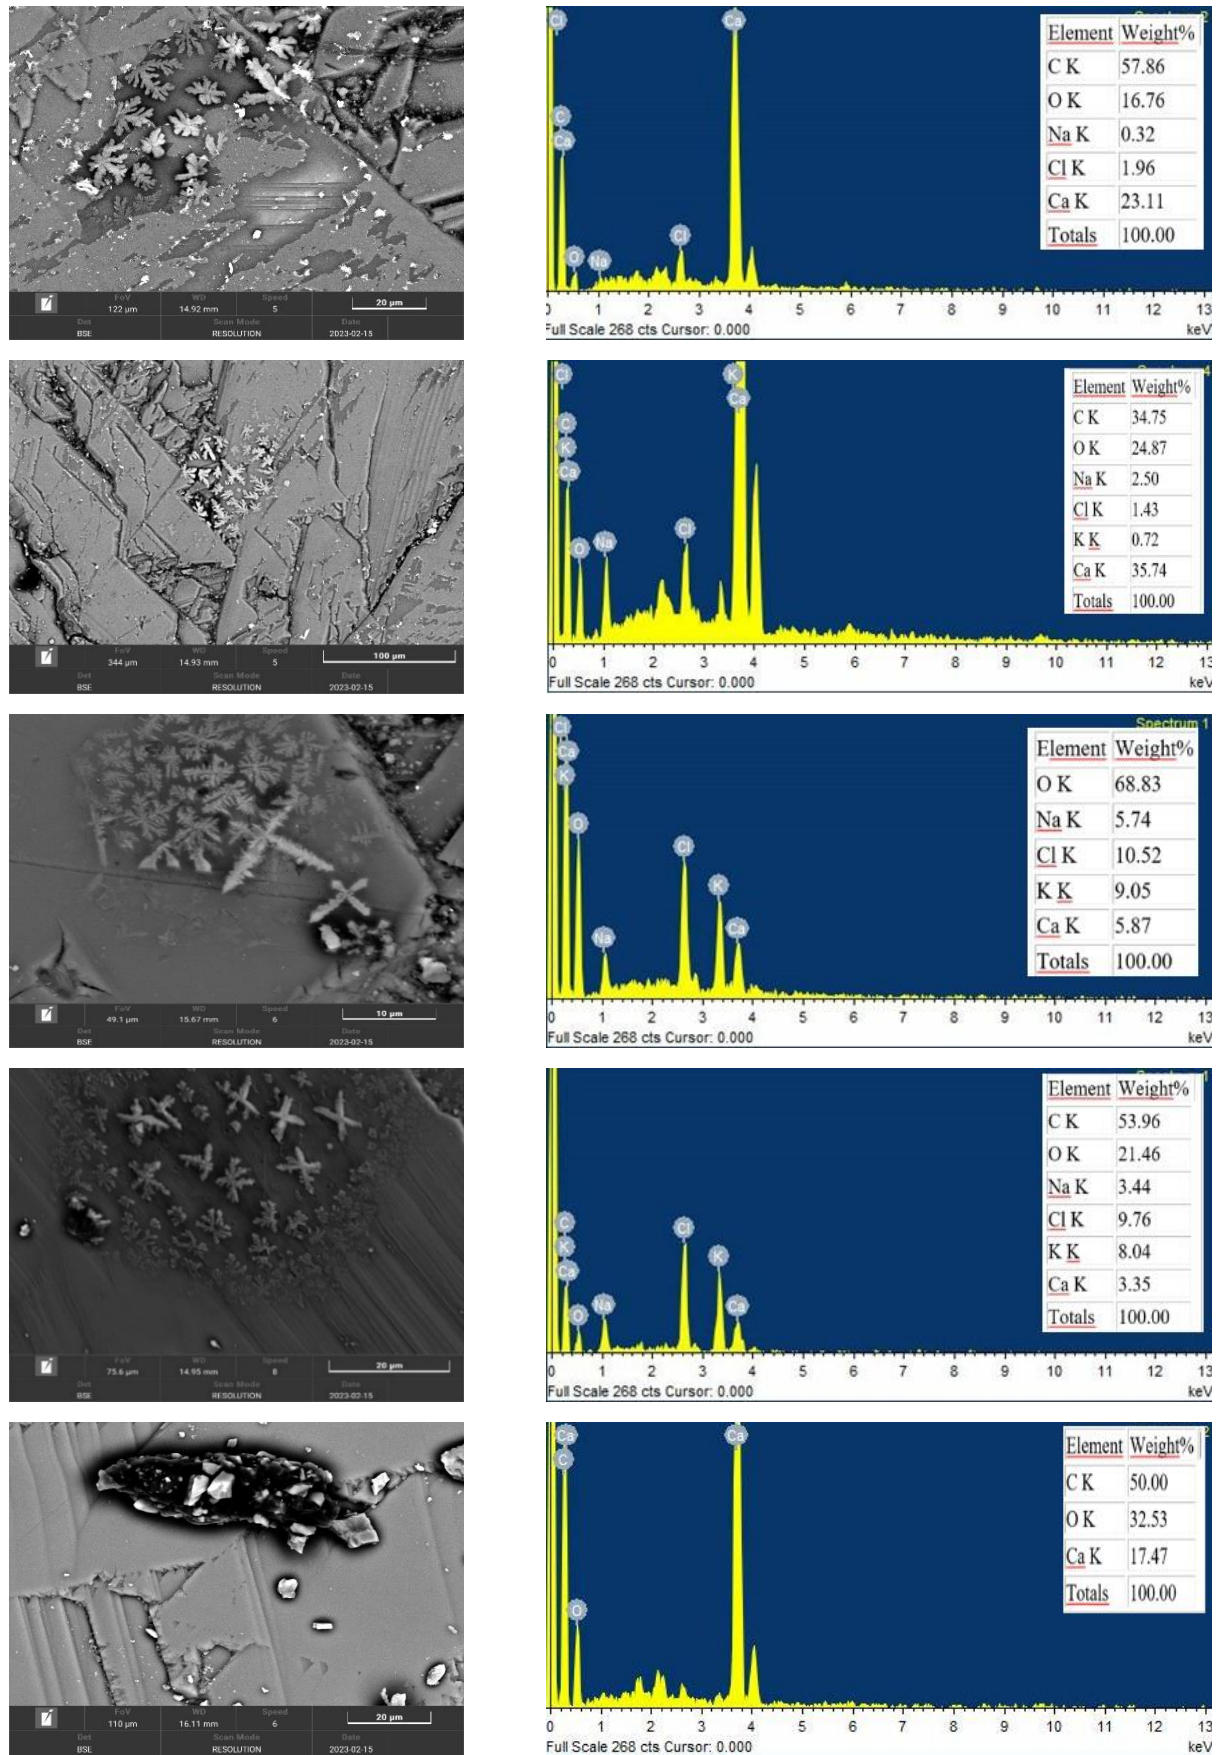 FoV WD Speed
122 µm 14.92 mm 5 20 µm
Det Scan Mode Date
BSE RESOLUTION 2023-02-15
Cl Ca
C
Ca
O Na Cl
Element Weight%
C K 57.86
O K 16.76
Na K 0.32
Cl K 1.96
Ca K 23.11
Totals 100.00
0 1 2 3 4 5 6 7 8 9 10 11 12 13
Full Scale 268 cts Cursor: 0.000 keV
FoV WD Speed
344 µm 14.93 mm 5 100 µm
Det Scan Mode Date
BSE RESOLUTION 2023-02-15
Cl K
Ca
C
K
Ca
O Na Cl
Element Weight%
C K 34.75
O K 24.87
Na K 2.50
Cl K 1.43
K K 0.72
Ca K 35.74
Totals 100.00
0 1 2 3 4 5 6 7 8 9 10 11 12 13
Full Scale 268 cts Cursor: 0.000 keV
FoV WD Speed
49.1 µm 15.67 mm 6 10 µm
Det Scan Mode Date
BSE RESOLUTION 2023-02-15
Spectrum 1
Cl
Ca
K
O Cl
K
Na Ca
Element Weight%
O K 68.83
Na K 5.74
Cl K 10.52
K K 9.05
Ca K 5.87
Totals 100.00
0 1 2 3 4 5 6 7 8 9 10 11 12 13
Full Scale 268 cts Cursor: 0.000 keV
FoV WD Speed
75.6 µm 14.95 mm 8 20 µm
Det Scan Mode Date
BSE RESOLUTION 2023-02-15
C Cl
K K
Ca
O Na Ca
Element Weight%
C K 53.96
O K 21.46
Na K 3.44
Cl K 9.76
K K 8.04
Ca K 3.35
Totals 100.00
0 1 2 3 4 5 6 7 8 9 10 11 12 13
Full Scale 268 cts Cursor: 0.000 keV
FoV WD Speed
110 µm 16.11 mm 6 20 µm
Det Scan Mode Date
BSE RESOLUTION 2023-02-15
Ca Ca
C
O
Element Weight%
C K 50.00
O K 32.53
Ca K 17.47
Totals 100.00
0 1 2 3 4 5 6 7 8 9 10 11 12 13
Full Scale 268 cts Cursor: 0.000 keV